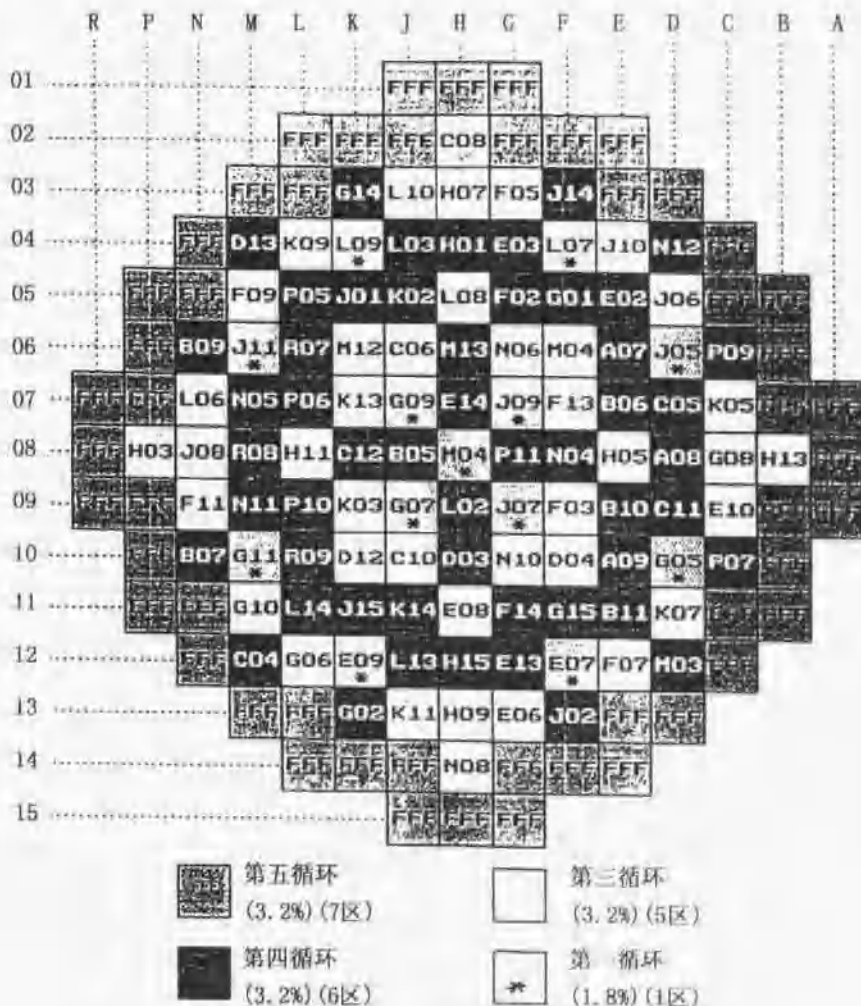 R P N M L K J H G F E D C B A
01 FFF FFF FFF
02 FFF FFF FFF C08 FFF FFF FFF
03 FFF FFF G14 L10 H07 F05 J14 FFF FFF
04 FFF D13 K09 L09 * L03 H01 E03 L07 * J10 N12 FFF
05 FFF FFF F09 P05 J01 K02 L08 F02 G01 E02 J06 FFF FFF
06 FFF B09 J11 * R07 M12 C06 M13 N06 M04 A07 J05 * P09 FFF
07 FFF FFF L06 N05 P06 K13 G09 * E14 J09 * F13 B06 C05 K05 FFF FFF
08 FFF H03 J08 R08 H11 C12 B05 M04 * P11 N04 H05 A08 G08 H13 FFF
09 FFF FFF F11 N11 P10 K03 G07 * L02 J07 * F03 B10 C11 E10 FFF FFF
10 FFF B07 G11 * R09 D12 C10 D03 N10 D04 A09 G05 * P07 FFF
11 FFF FFF G10 L14 J15 K14 E08 F14 G15 B11 K07 FFF FFF
12 FFF C04 G06 E09 * L13 H15 E13 E07 * F07 M03 FFF
13 FFF FFF G02 K11 H09 E06 J02 FFF FFF
14 FFF FFF FFF N08 FFF FFF FFF
15 FFF FFF FFF
FFF 第五循环 第三循环
(3.2%)(7区) (3.2%)(5区)
第四循环 * 第一循环
(3.2%)(6区) (1.8%)(1区)